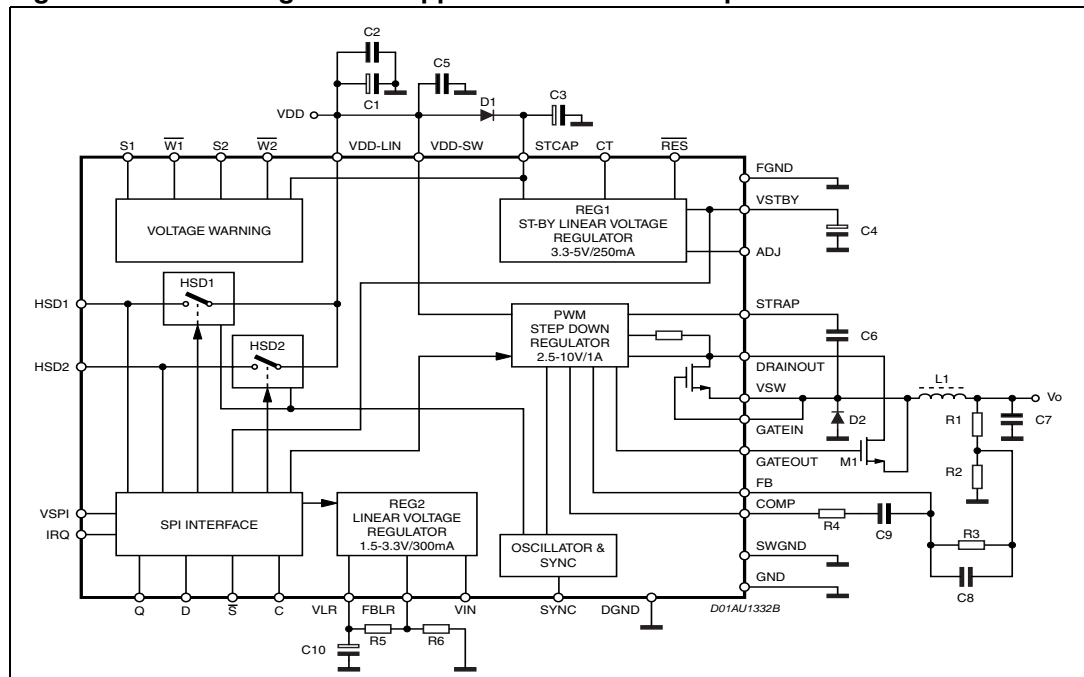 C2
C5
C1
D1
C3
VDD
S1
W1
S2
W2
VDD-LIN
VDD-SW
STCAP
CT
RES
FGND
VSTBY
C4
ADJ
VOLTAGE WARNING
REG1
ST-BY LINEAR VOLTAGE
REGULATOR
3.3-5V/250mA
HSD1
HSD1
HSD2
HSD2
PWM
STEP DOWN
REGULATOR
2.5-10V/1A
STRAP
C6
DRAINOUT
VSW
L1
Vo
GATEIN
D2
R1
C7
GATEOUT
M1
R2
FB
COMP
R4
C9
R3
C8
SWGND
GND
VSPI
IRQ
SPI INTERFACE
REG2
LINEAR VOLTAGE
REGULATOR
1.5-3.3V/300mA
OSCILLATOR &
SYNC
Q
D
S
C
VLR
FBLR
VIN
SYNC
DGND
D01AU1332B
R5
R6
C10